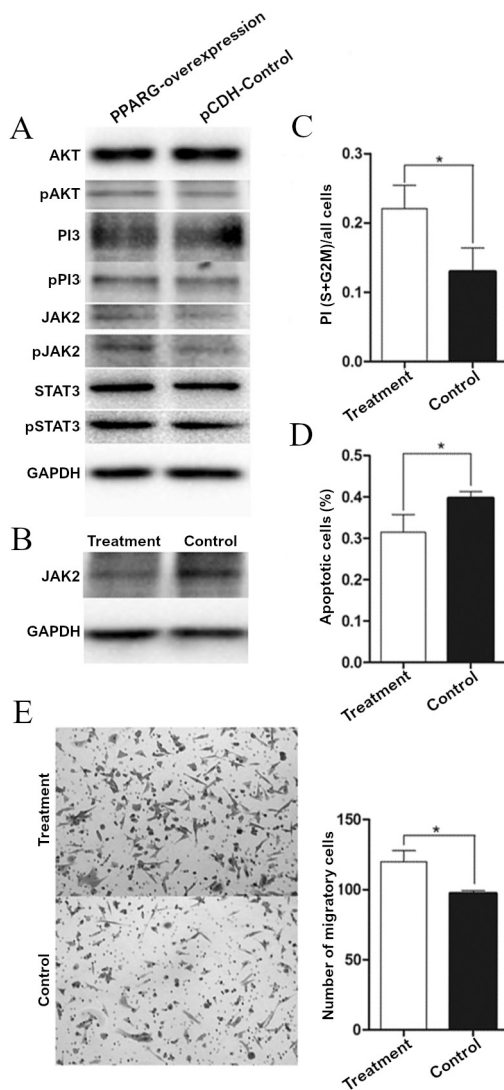 PPARG-overexpression
pCDH-Control
A
AKT
pAKT
PI3
pPI3
JAK2
pJAK2
STAT3
pSTAT3
GAPDH
B
Treatment Control
JAK2
GAPDH
C
PI (S+G2M)/all cells
0.3
0.2
0.1
0.0
*
Treatment
Control
D
Apoptotic cells (%)
0.5
0.4
0.3
0.2
0.1
0.0
*
Treatment
Control
E
Treatment
Control
Number of migratory cells
150
100
50
0
*
Treatment
Control